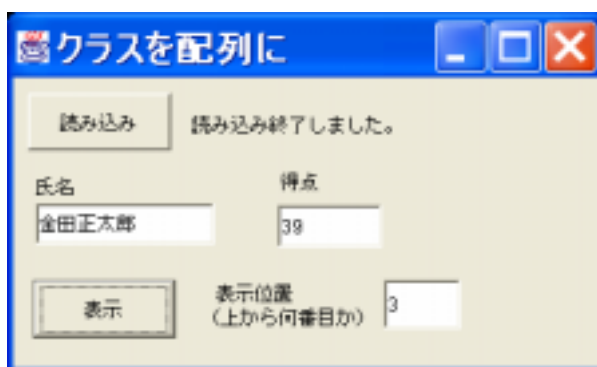 クラスを配列に
読み込み
読み込み終了しました。
氏名
得点
金田正太郎
39
表示
表示位置
(上から何番目か)
3